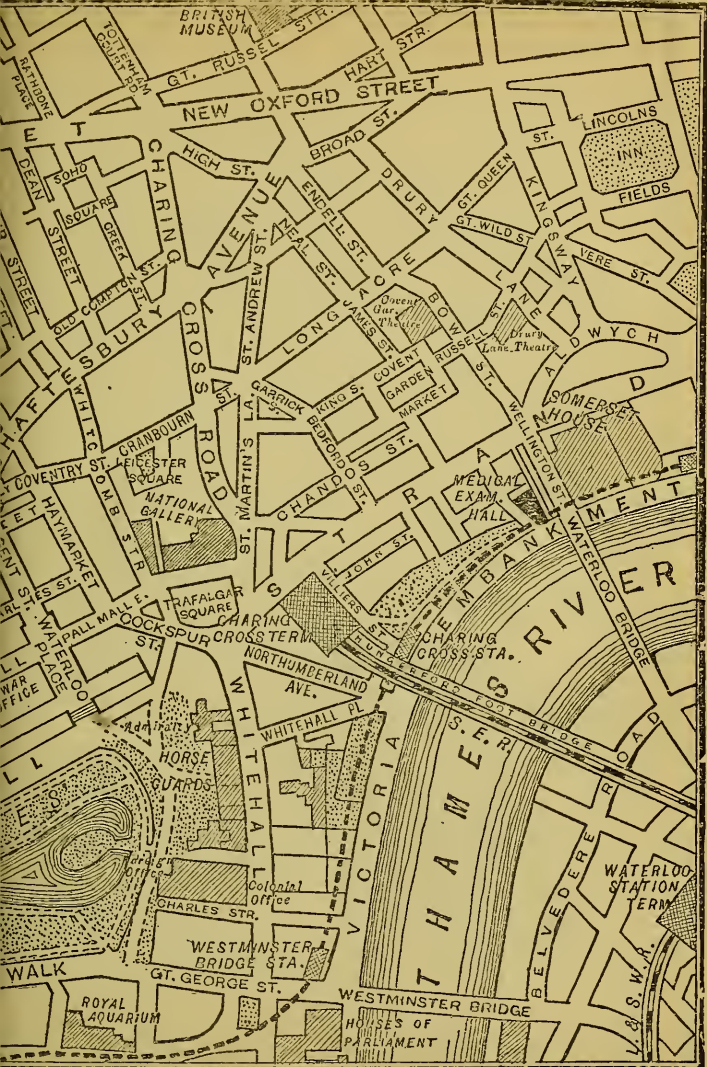 BRITISH
MUSEUM
TOTTENHAM
COURT RD.
RATHBONE
PLACE
GT. RUSSEL STR.
HART STR.
NEW OXFORD STREET
E T
CHARING
CROSS
ROAD
HIGH ST.
BROAD ST.
LINCOLNS
INN
FIELDS
ST.
KINGSWAY
DEAN
STREET
SOHO
SQUARE
GREEK
ST.
STREET
OLD COMPTON ST.
SHAFTESBURY
AVENUE
ENDELL ST.
NEAL ST.
DRURY
LANE
GT. QUEEN
GT. WILD ST
VERE ST.
ST. ANDREW ST.
LONG ACRE
JAMES ST.
Covent
Gar.
Theatre
BOW
ST.
RUSSELL ST.
Drury
Lane Theatre
ALDWYCH
WHITCOMB STR
CRANBOURN
ST.
GARRICK
ST.
KING S.
COVENT
GARDEN
MARKET
BEDFORD ST.
CHANDOS ST.
WELLINGTON ST.
SOMERSET
HOUSE
COVENTRY ST.
LEICESTER
SQUARE
NATIONAL
GALLER
ST. MARTIN'S LA.
STRAND
MEDICAL
EXAM.
HALL
HAYMARKET
JOHN ST.
VILLIERS ST.
EMBANKMENT
WATERLOO BRIDGE
RIVER
THAMES
PALL MALL E.
WATERLOO
PLACE
WAR
OFFICE
COCKSPUR
ST.
TRAFALGAR
SQUARE
CHARING
CROSS TERM
CHARING
CROSS STA.
HUNGERFORD FOOT BRIDGE
S.E.R.
NORTHUMBERLAND
AVE.
WHITEHALL PL
WHITEHALL
HORSE
GUARDS
VICTORIA
BELVEDERE ROAD
WATERLOO
STATION
TERM
L. & S. W. R.
Colonial
Office
CHARLES STR.
WESTMINSTER
BRIDGE STA.
WALK
GT. GEORGE ST.
WESTMINSTER BRIDGE
ROYAL
AQUARIUM
HOUSES OF
PARLIAMENT